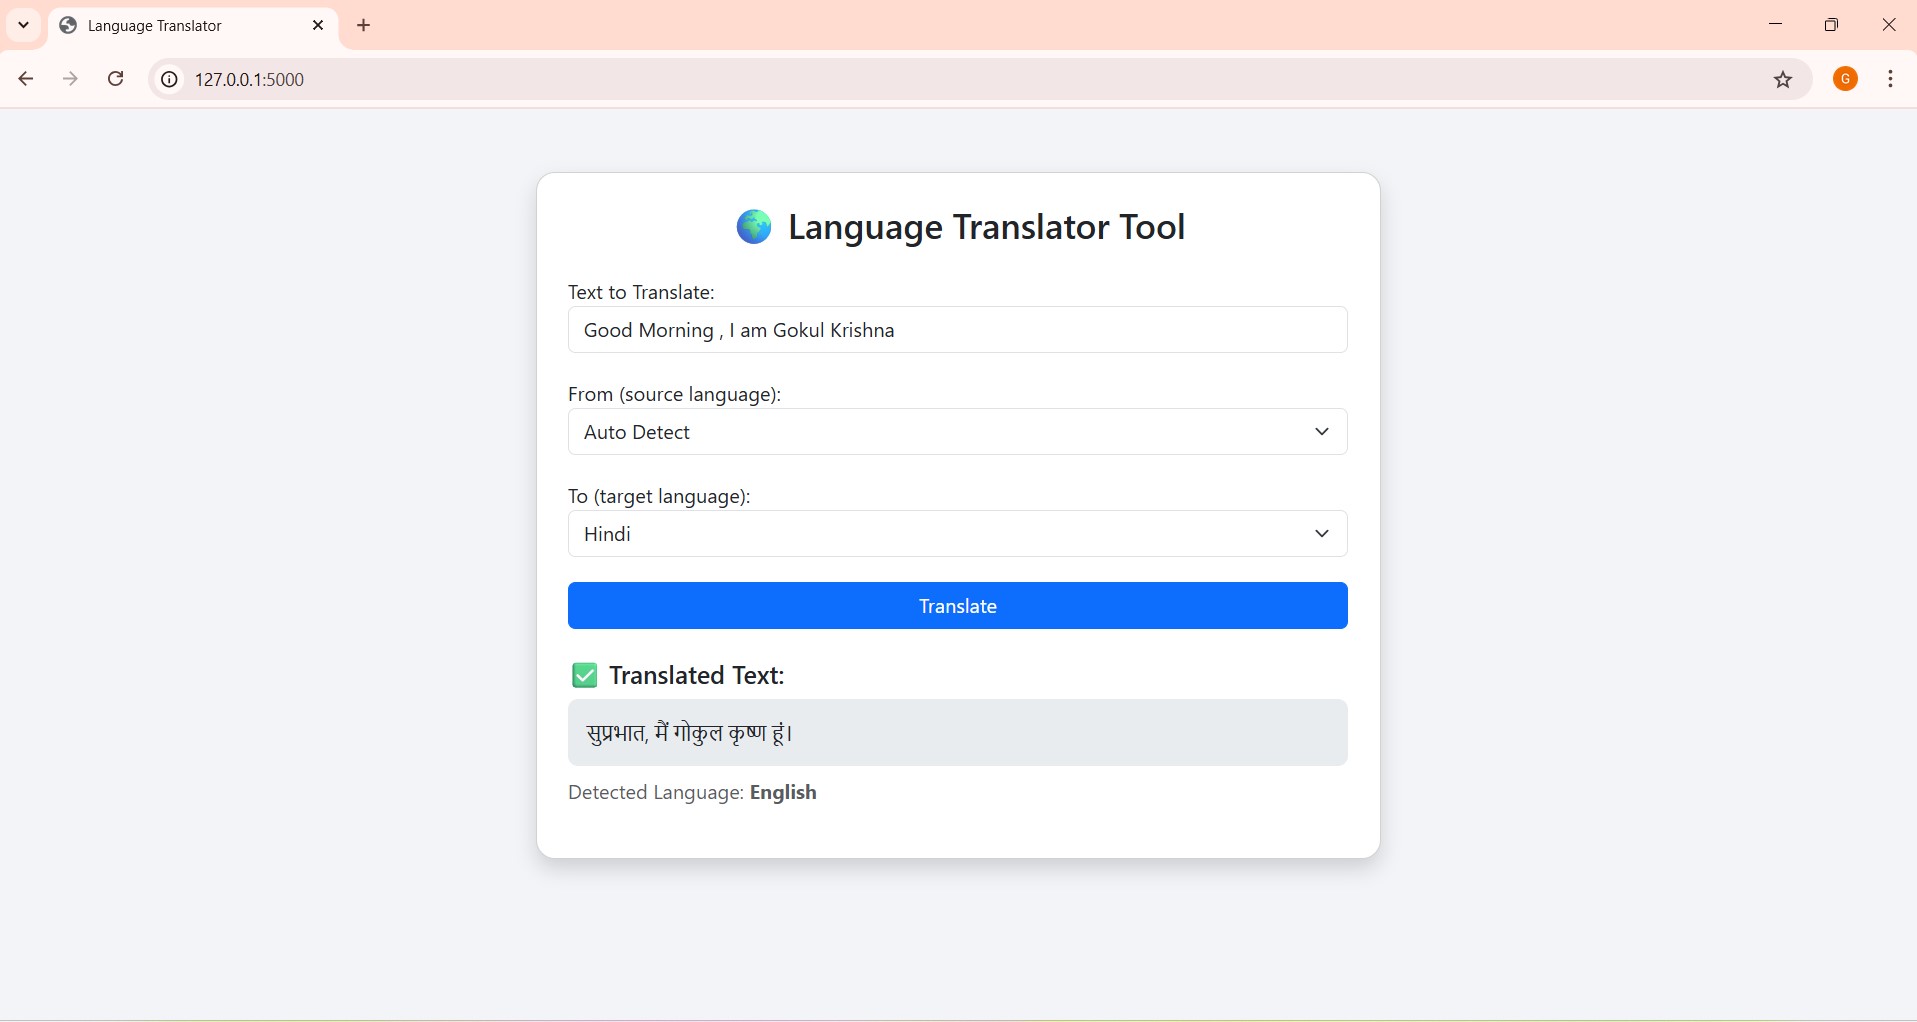 Language Translator
127.0.0.1:5000
G
Language Translator Tool
Text to Translate:
Good Morning , I am Gokul Krishna
From (source language):
Auto Detect
To (target language):
Hindi
Translate
Translated Text:
सुप्रभात, मैं गोकुल कृष्ण हूं।
Detected Language: English